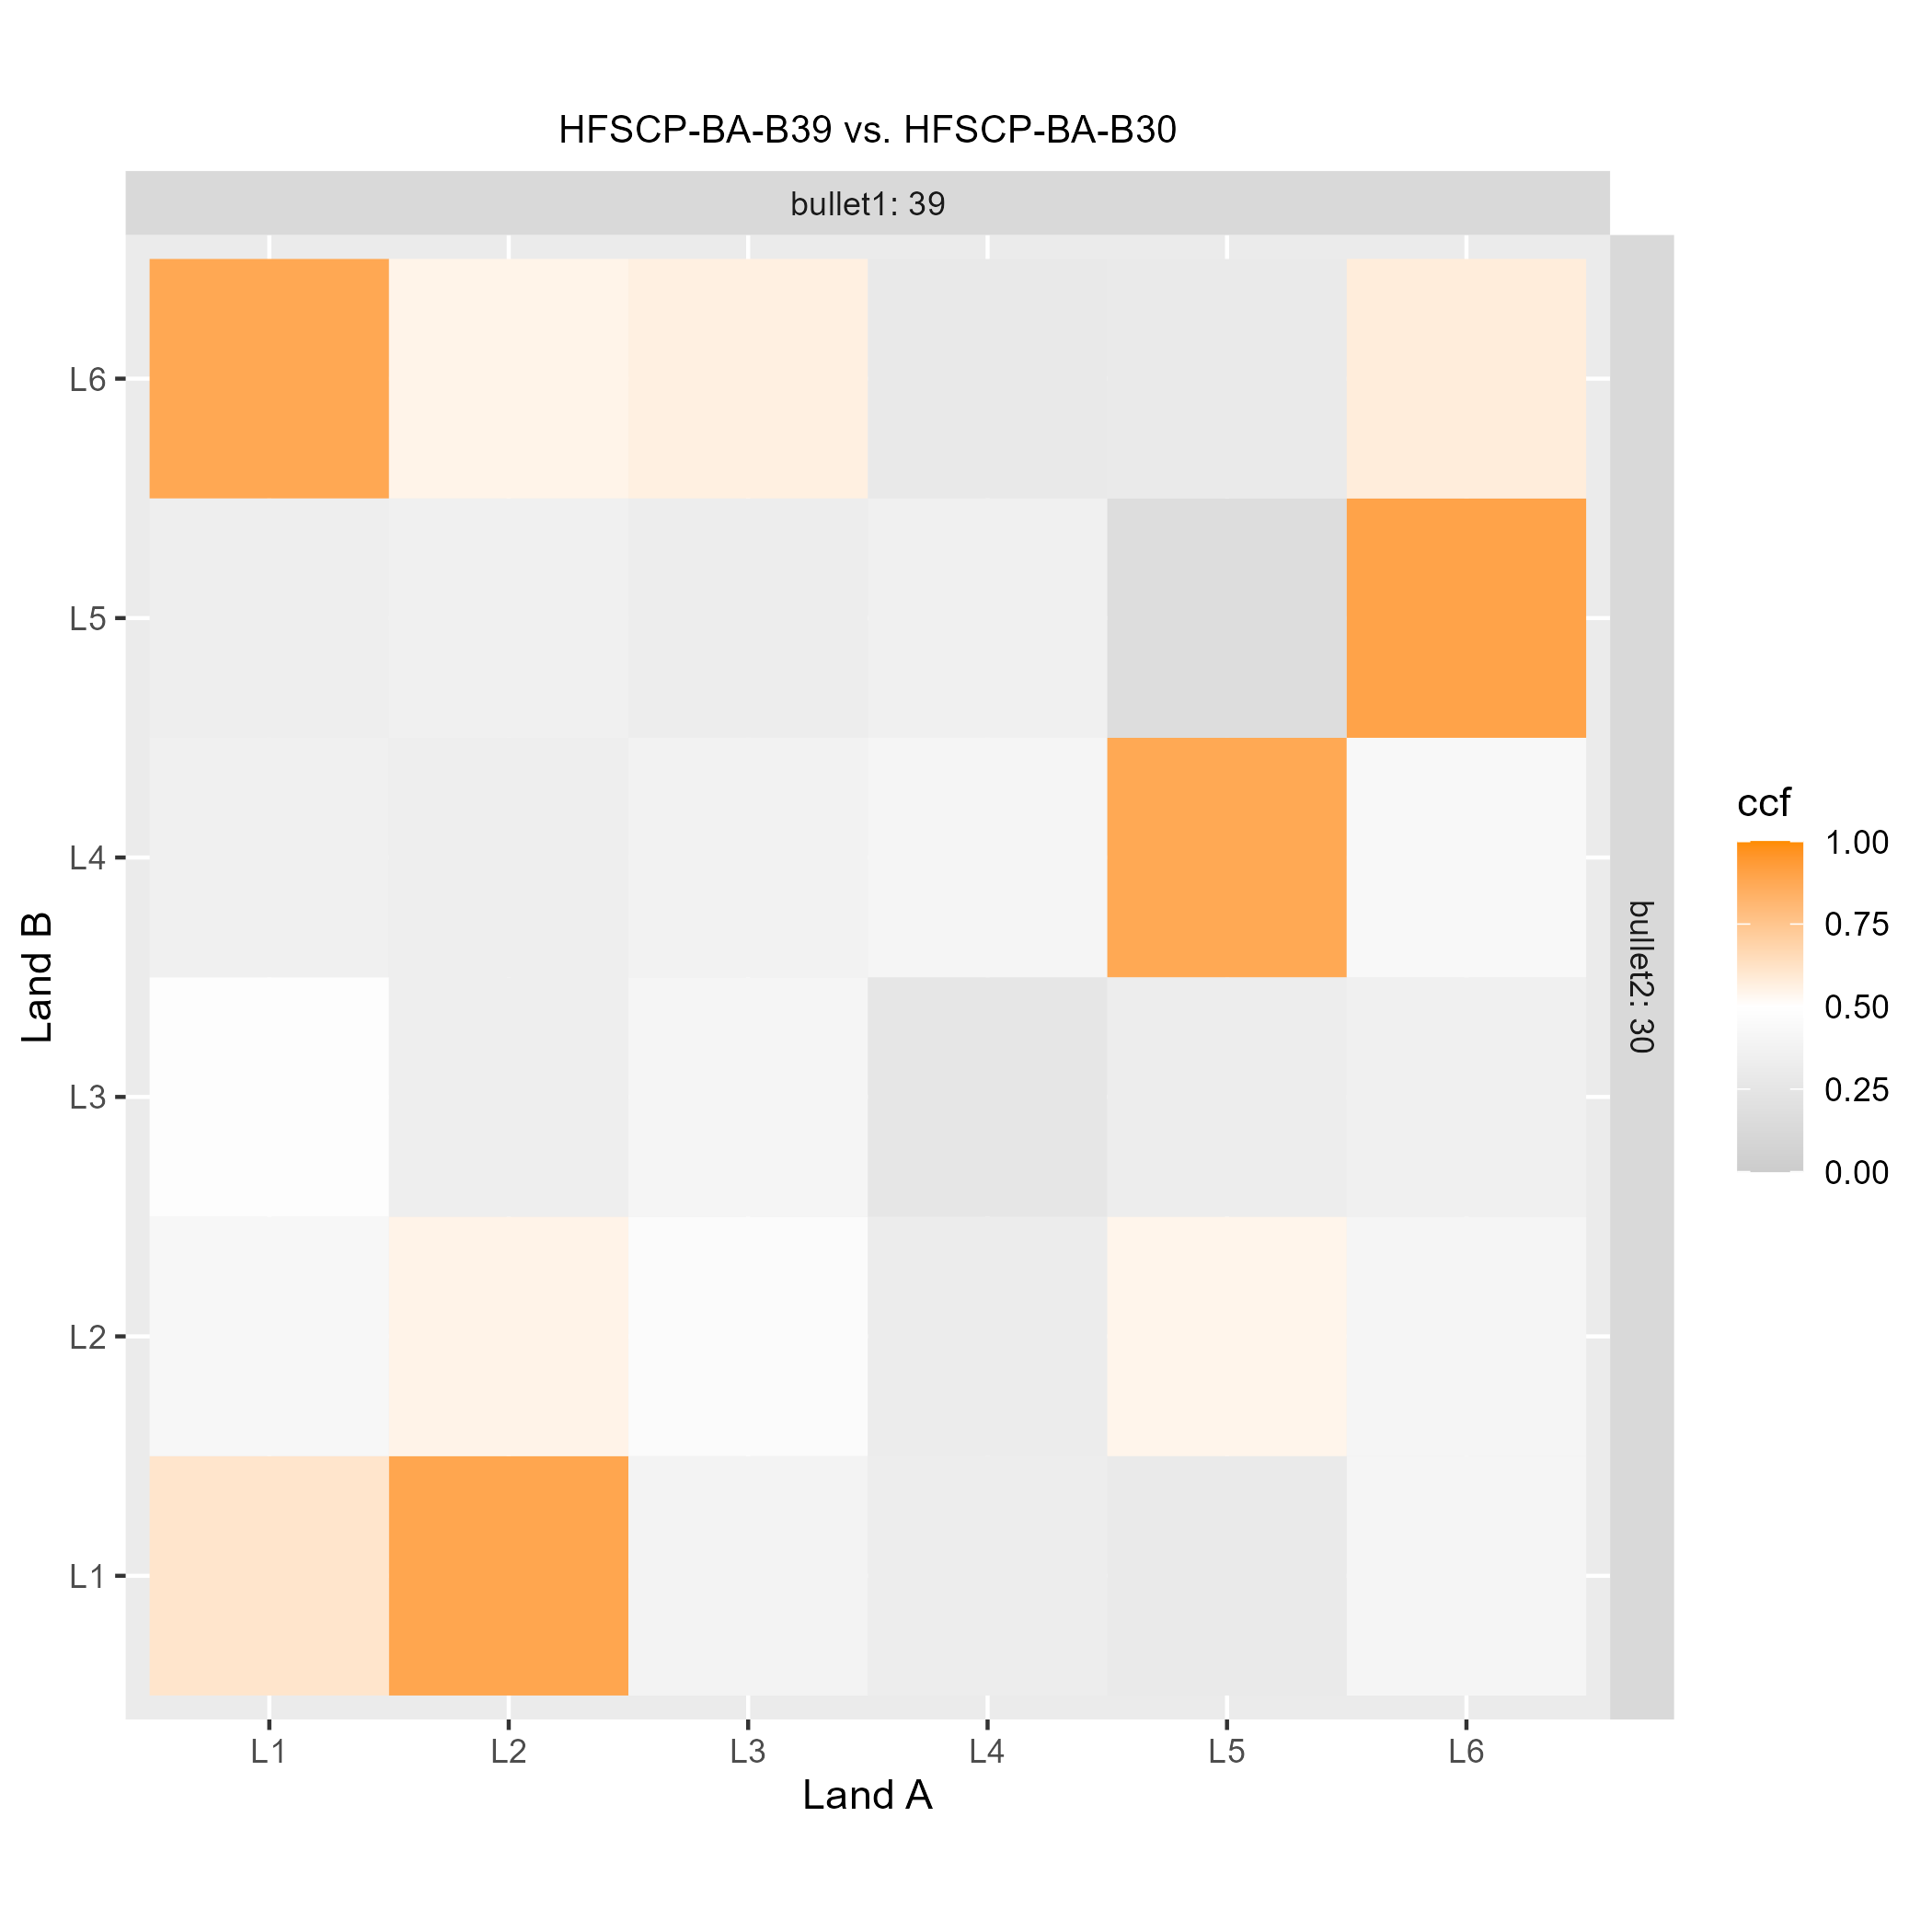 HFSCP-BA-B39 vs. HFSCP-BA-B30
bullet1: 39
L6
L5
L4
L3
L2
L1
Land B
bullet2: 30
L1 L2 L3 L4 L5 L6
Land A
ccf
1.00
0.75
0.50
0.25
0.00